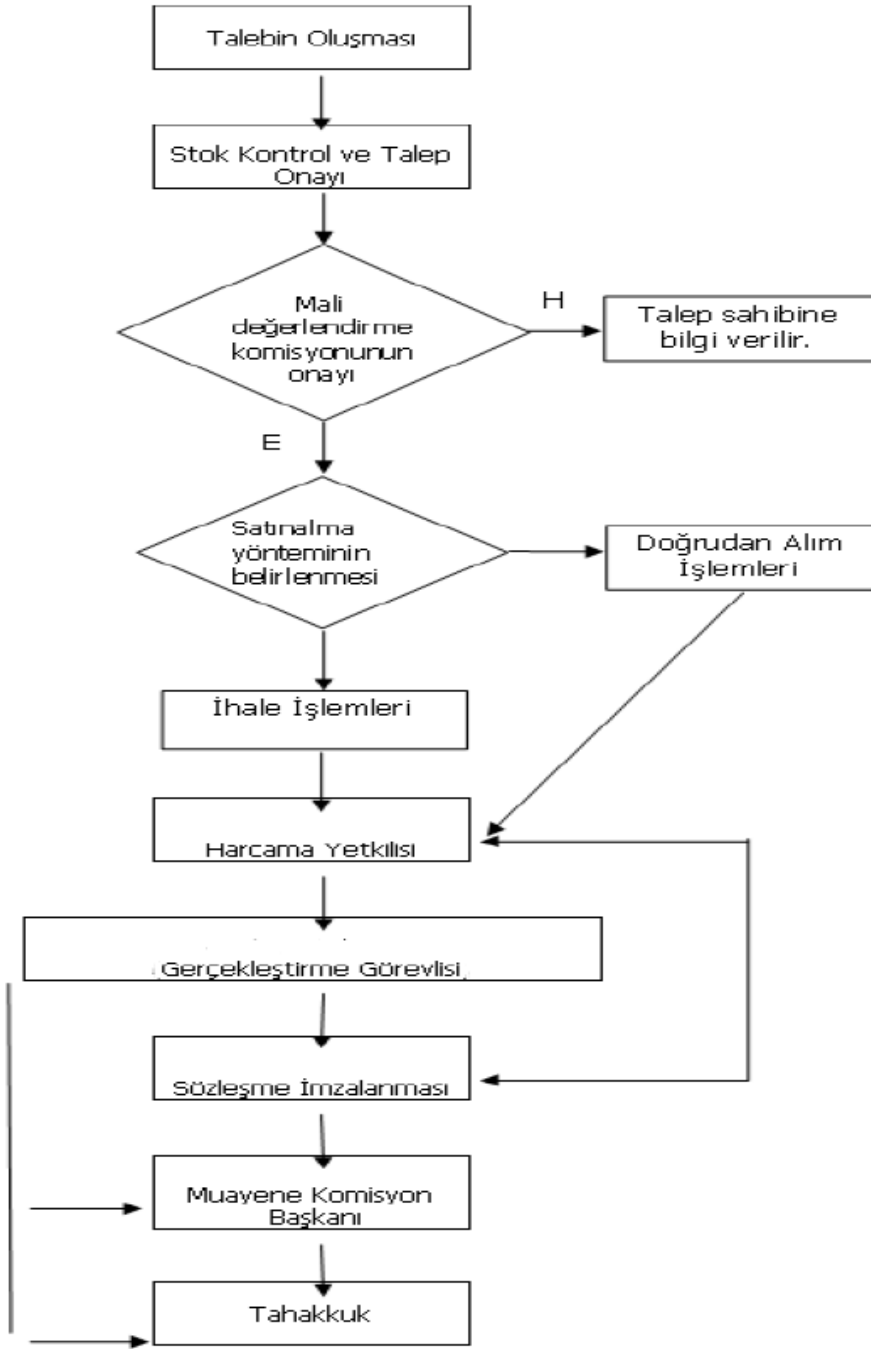 Talebin Oluşması
Stok Kontrol ve Talep
Onayı
Mali
değerlendirme
komisyonunun
onayı
H
Talep sahibine
bilgi verilir.
E
Satınalma
yönteminin
belirlenmesi
Doğrudan Alım
İşlemleri
İhale İşlemleri
Harcama Yetkilisi
Gerçekleştirme Görevlisi
Sözleşme İmzalanması
Muayene Komisyon
Başkanı
Tahakkuk